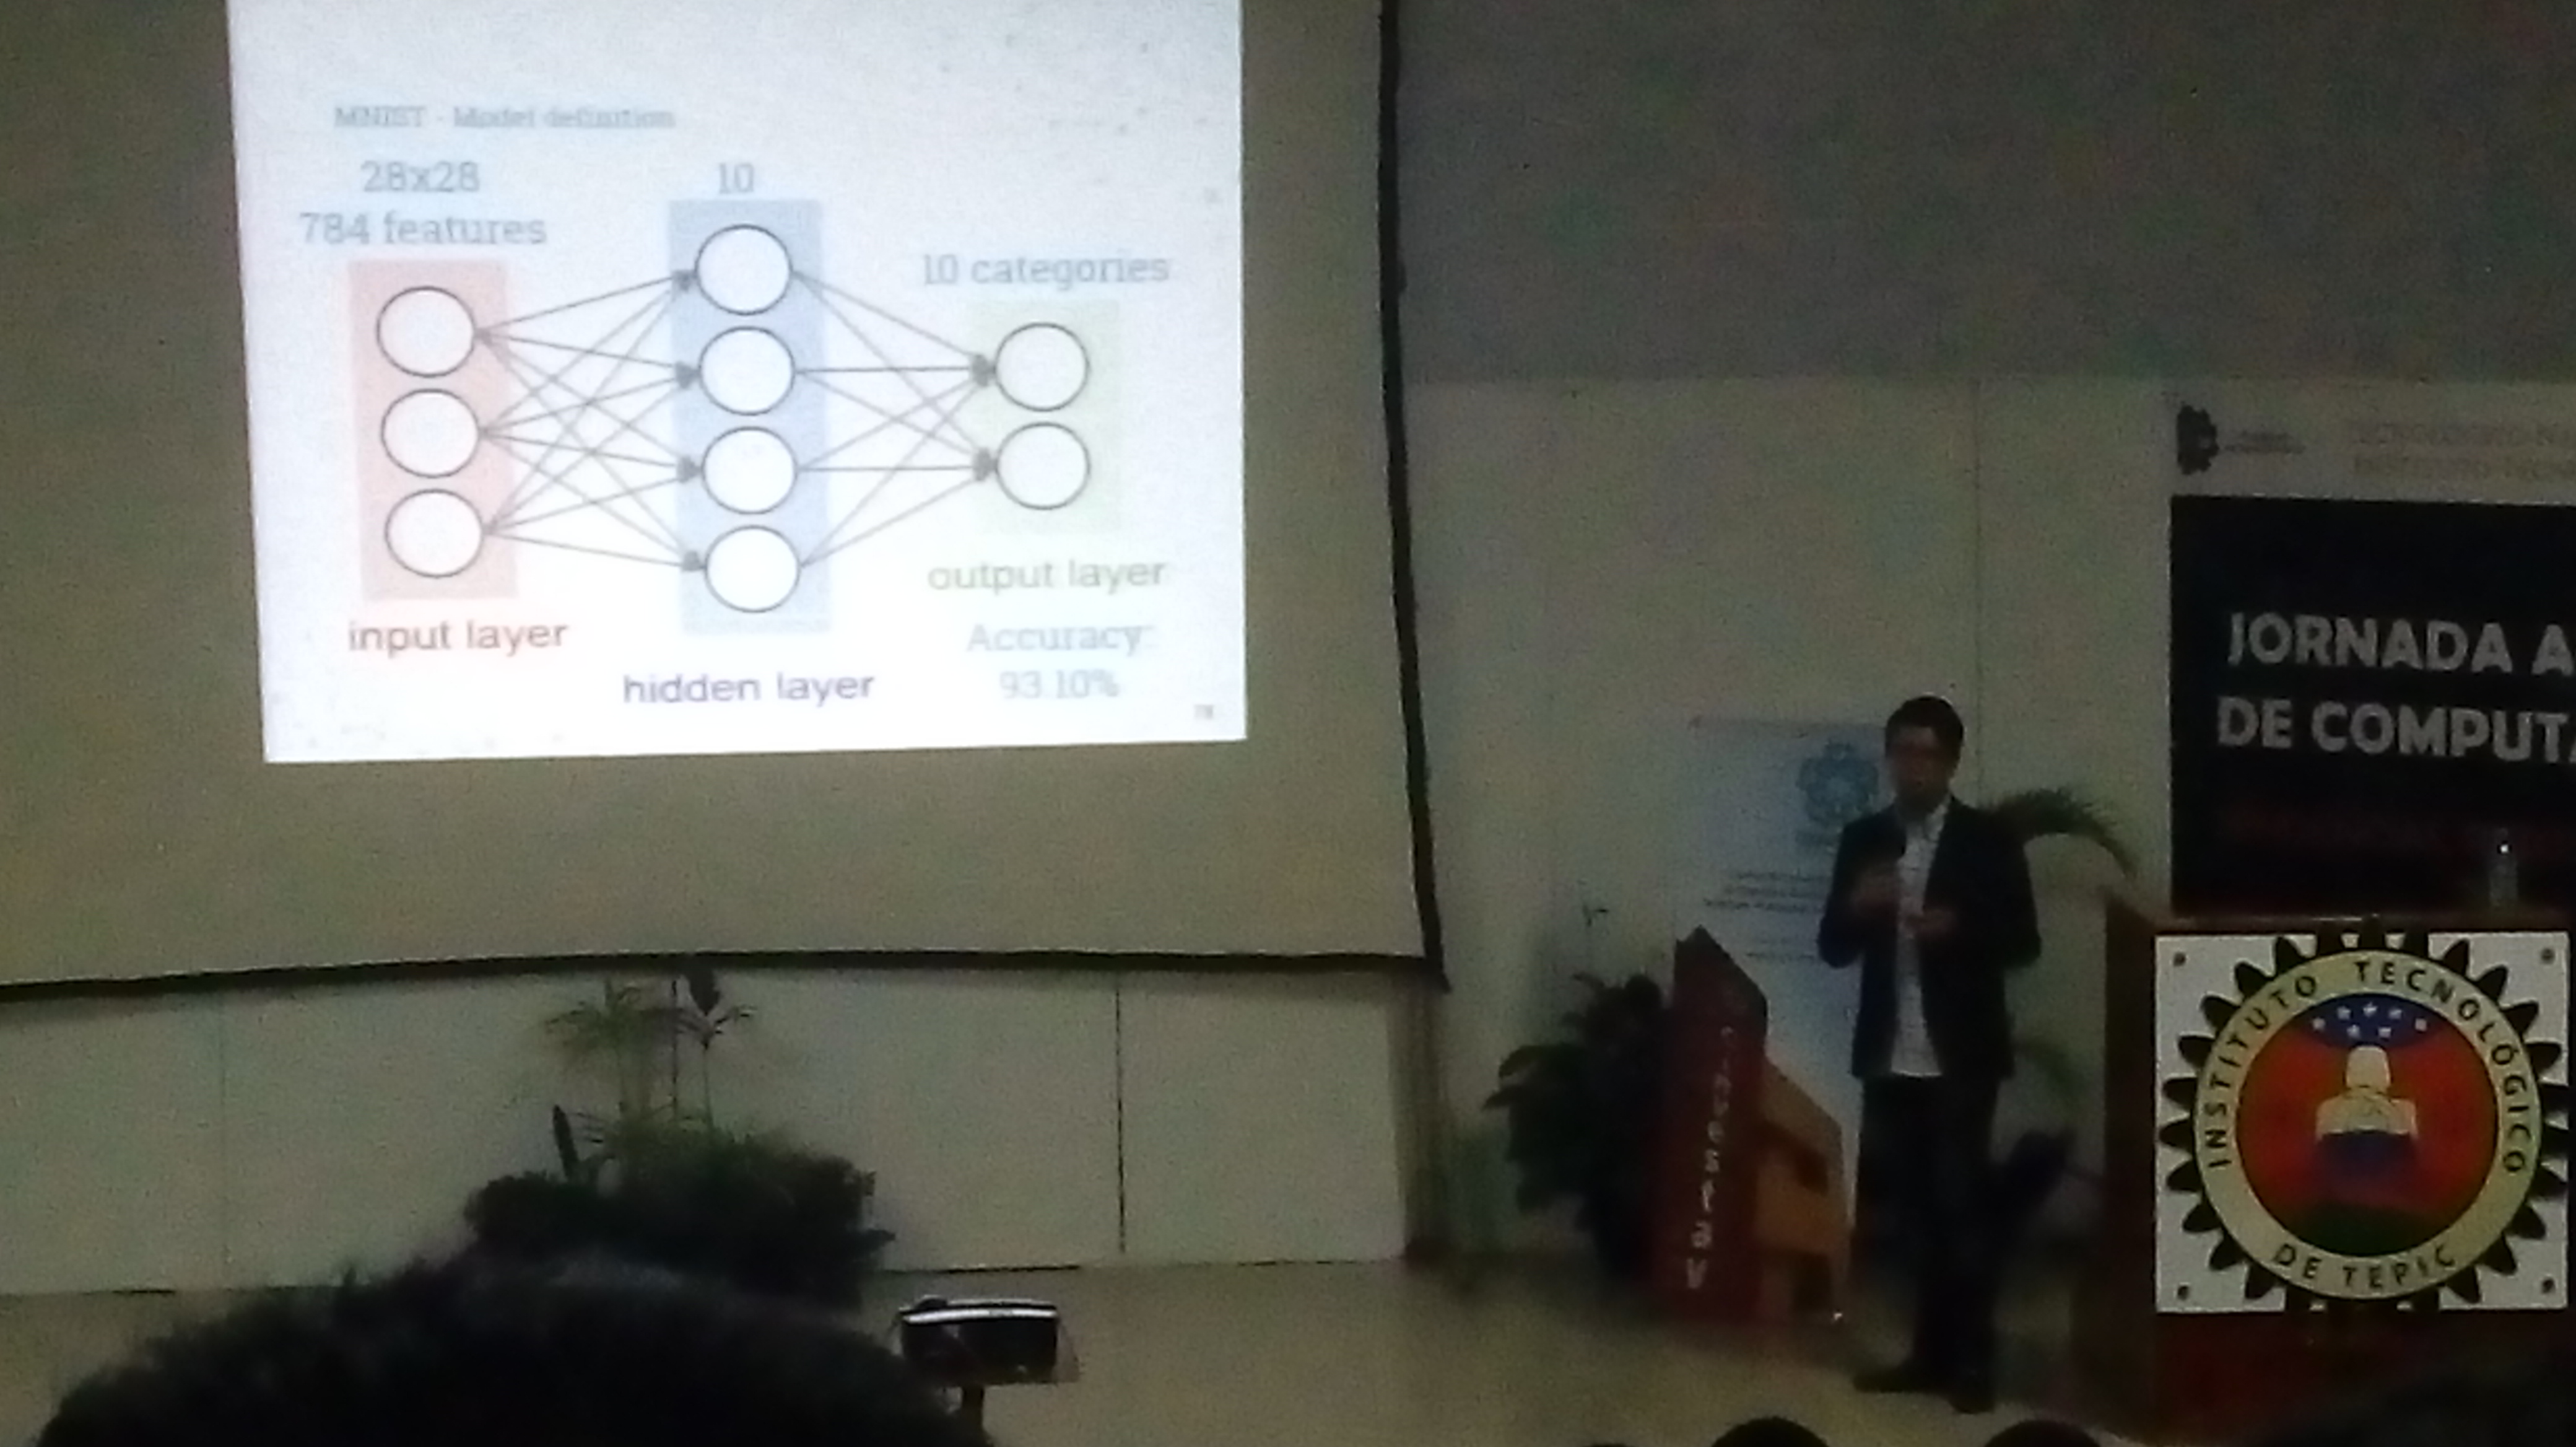 MNIST - Model definition
28x28
784 features
10
10 categories
input layer
hidden layer
output layer
Accuracy:
93.10%
JORNADA A
DE COMPUTA
INSTITUTO TECNOLÓGICO
DE TEPIC
Cinvestav